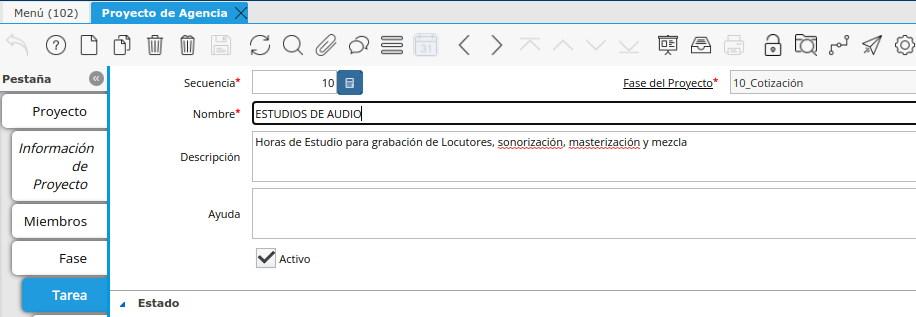 Menú (102) Proyecto de Agencia
31
Pestaña
Secuencia* 10 Fase del Proyecto* 10_Cotización
Proyecto
Nombre* ESTUDIOS DE AUDIO
Información
de
Proyecto
Descripción Horas de Estudio para grabación de Locutores, sonorización, masterización y mezcla
Miembros
Ayuda
Fase
Activo
Tarea
Estado